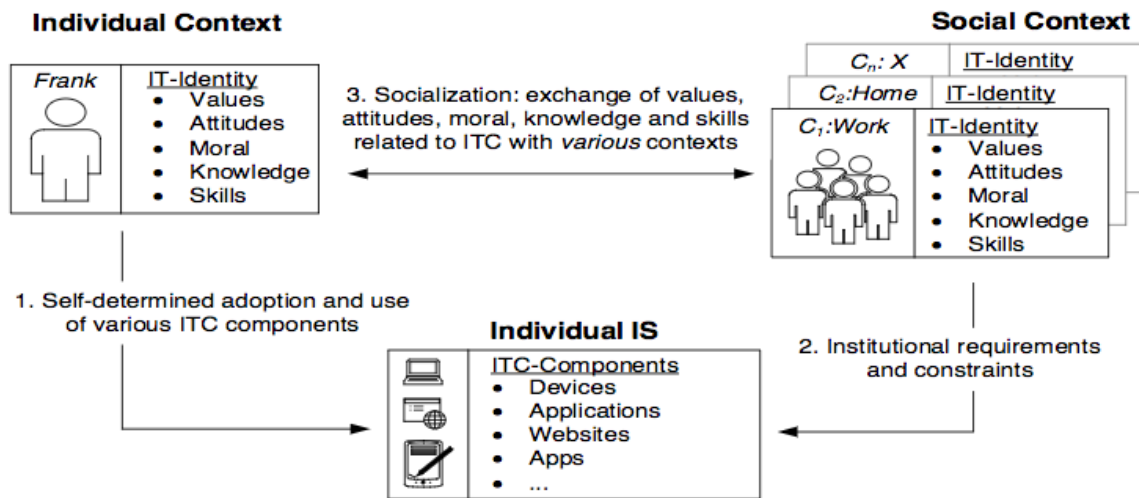 Individual Context
Social Context
Frank
IT-Identity
• Values
• Attitudes
• Moral
• Knowledge
• Skills
3. Socialization: exchange of values,
attitudes, moral, knowledge and skills
related to ITC with various contexts
Cn: X
IT-Identity
C2:Home
IT-Identity
C1:Work
IT-Identity
• Values
• Attitudes
• Moral
• Knowledge
• Skills
1. Self-determined adoption and use
of various ITC components
Individual IS
ITC-Components
• Devices
• Applications
• Websites
• Apps
• ...
2. Institutional requirements
and constraints